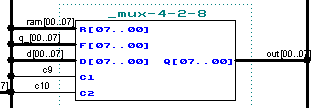 _mux-4-2-8
ram[00..07] R[07..00]
q_[00..07] F[07..00]
d[00..07] D[07..00] Q[07..00] out[00..07]
c9 C1
c10 C2
7]